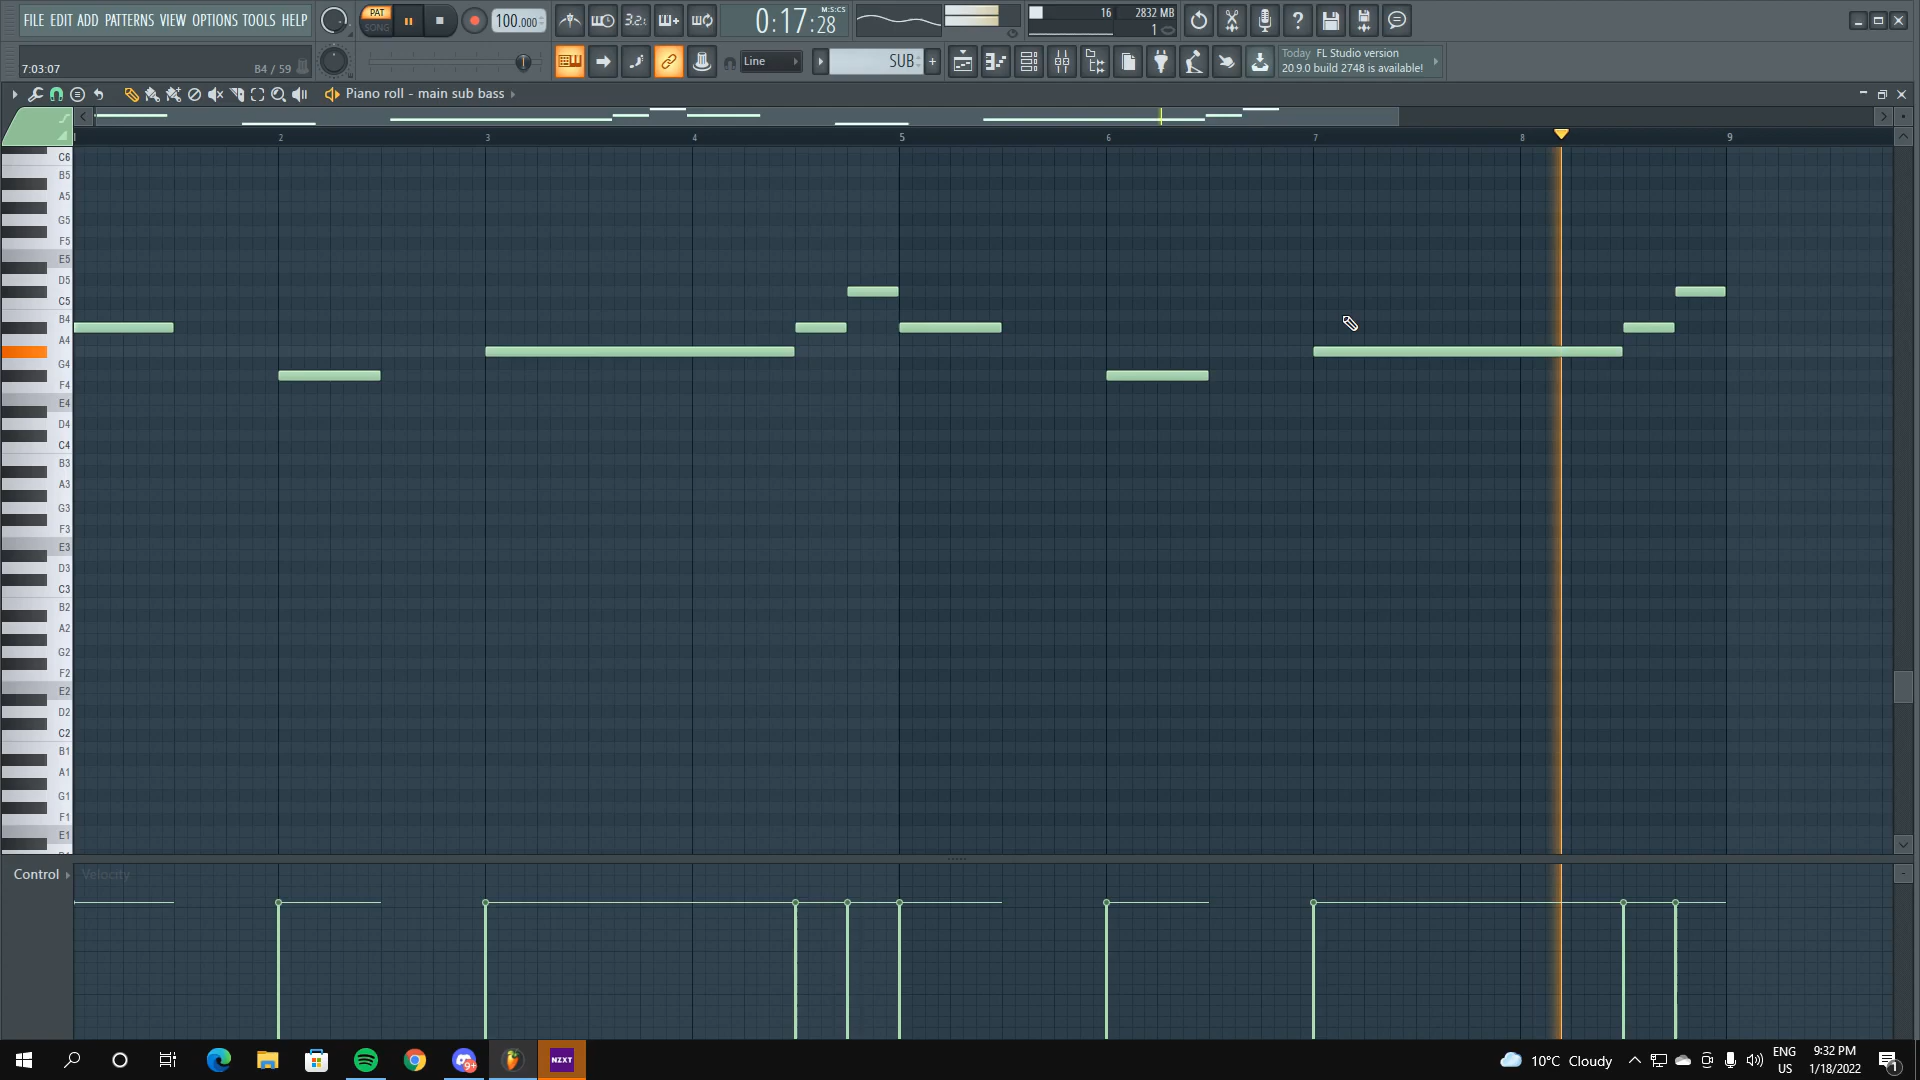 FILE EDIT ADD PATTERNS VIEW OPTIONS TOOLS HELP
PAT
SONG
100.000
3.2.
0:17:28
M:S:CS
16
2832 MB
1
7:03:07
B4 / 59
Line
SUB
Today FL Studio version
20.9.0 build 2748 is available!
Piano roll - main sub bass
1 2 3 4 5 6 7 8 9
C6
B5
A5
G5
F5
E5
D5
C5
B4
A4
G4
F4
E4
D4
C4
B3
A3
G3
F3
E3
D3
C3
B2
A2
G2
F2
E2
D2
C2
B1
A1
G1
F1
E1
Control
Velocity
9+
NZXT
10°C Cloudy
ENG
US
9:32 PM
1/18/2022
1